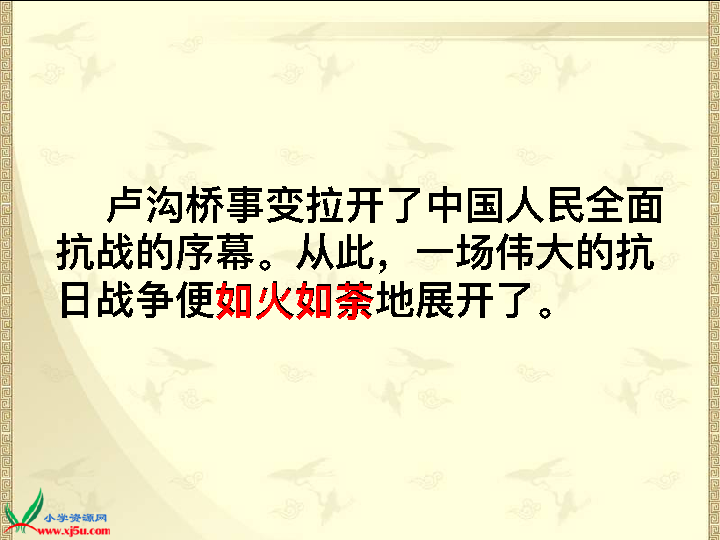 卢沟桥事变拉开了中国人民全面
抗战的序幕。从此，一场伟大的抗
日战争便如火如荼地展开了。
小学资源网
www.xj5u.com